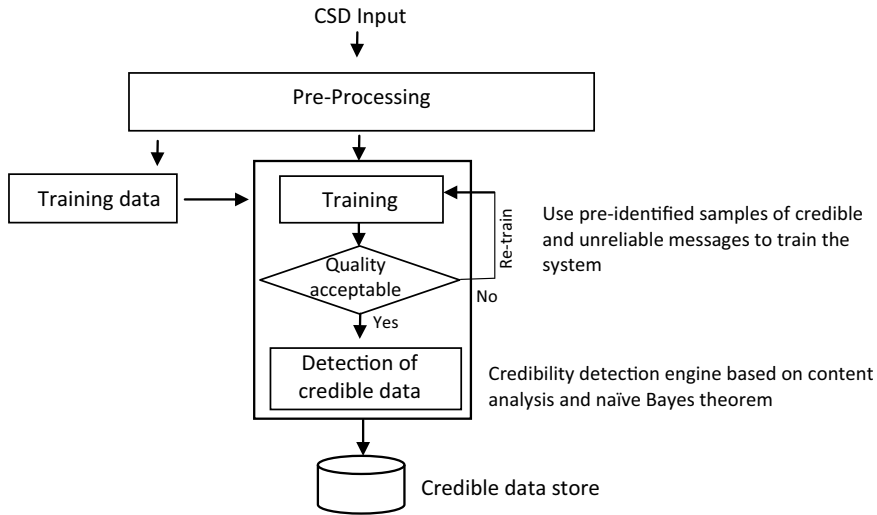 CSD Input
Pre-Processing
Training data
Training
Re-train
Use pre-identified samples of credible
and unreliable messages to train the
system
Quality
acceptable
No
Yes
Detection of
credible data
Credibility detection engine based on content
analysis and naïve Bayes theorem
Credible data store